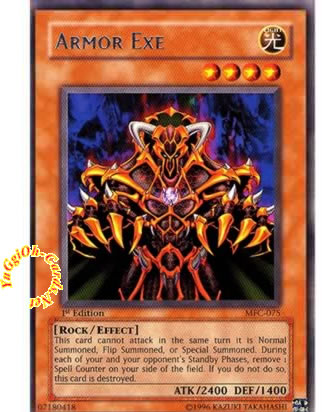 ARMOR EXE
光
YuGgiOh-Cards.Net
1st Edition
MFC-075
[ROCK/EFFECT]
This card cannot attack in the same turn it is Normal
Summoned, Flip Summoned, or Special Summoned. During
each of your and your opponent's Standby Phases, remove 1
Spell Counter on your side of the field. If you do not do so,
this card is destroyed.
ATK/2400 DEF/1400
07180418
©1996 KAZUKI TAKAHASHI